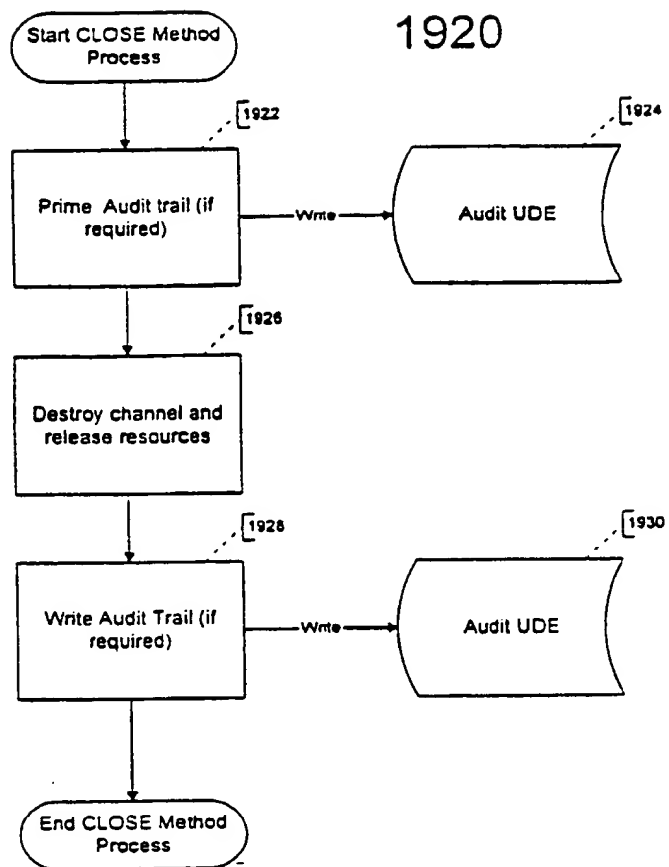 Start CLOSE Method
Process
1920
1922
1924
Prime Audit trail (if
required)
Write
Audit UDE
1926
Destroy channel and
release resources
1928
1930
Write Audit Trail (if
required)
Write
Audit UDE
End CLOSE Method
Process